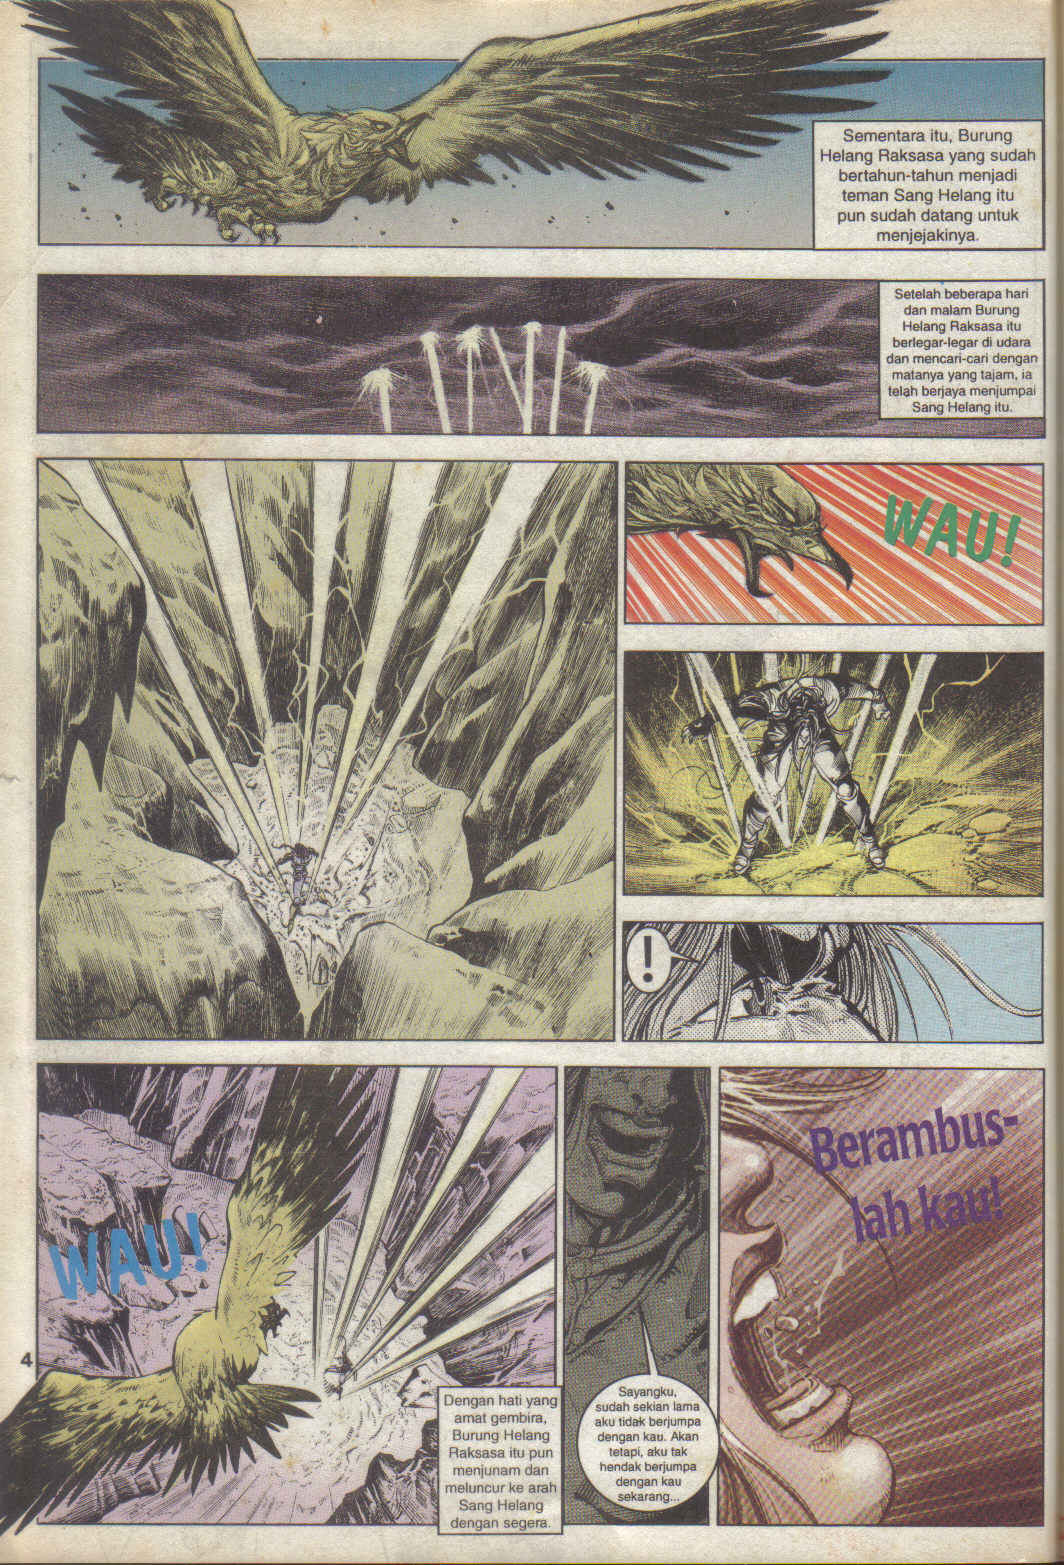 Sementara itu, Burung
Helang Raksasa yang sudah
bertahun-tahun menjadi
teman Sang Helang itu
pun sudah datang untuk
menjejakinya.
Setelah beberapa hari
dan malam Burung
Helang Raksasa itu
berlegar-legar di udara
dan mencari-cari dengan
matanya yang tajam, ia
telah berjaya menjumpai
Sang Helang itu.
WAU!
!
WAU!
Dengan hati yang
amat gembira,
Burung Helang
Raksasa itu pun
menjunam dan
meluncur ke arah
Sang Helang
dengan segera.
Sayangku,
sudah sekian lama
aku tidak berjumpa
dengan kau. Akan
tetapi, aku tak
hendak berjumpa
dengan kau
sekarang...
Berambus-
lah kau!
4